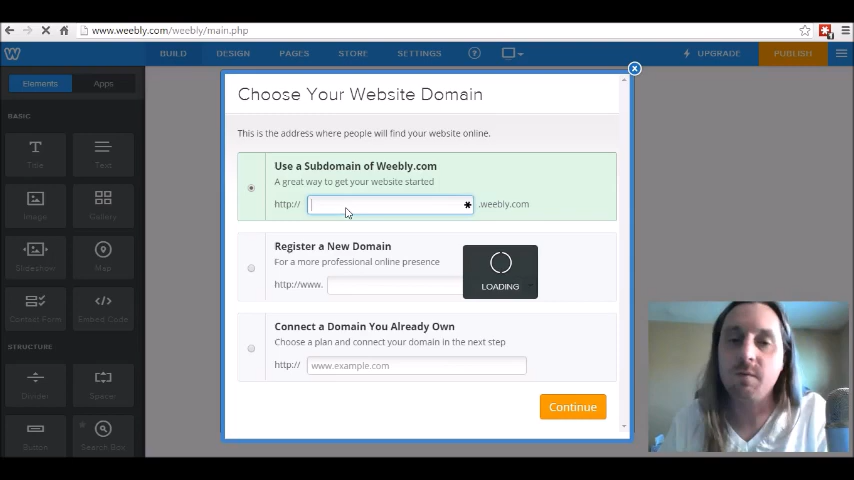 www.weebly.com/weebly/main.php
BUILD DESIGN PAGES STORE SETTINGS ? UPGRADE PUBLISH
Elements Apps
Choose Your Website Domain
This is the address where people will find your website online.
Use a Subdomain of Weebly.com
A great way to get your website started
http:// .weebly.com
Register a New Domain
For a more professional online presence
http://www.
LOADING
Connect a Domain You Already Own
Choose a plan and connect your domain in the next step
http:// www.example.com
Continue
BASIC
Title Text
Image Gallery
Slideshow Map
Contact Form Embed Code
STRUCTURE
Divider Spacer
Button Search Box